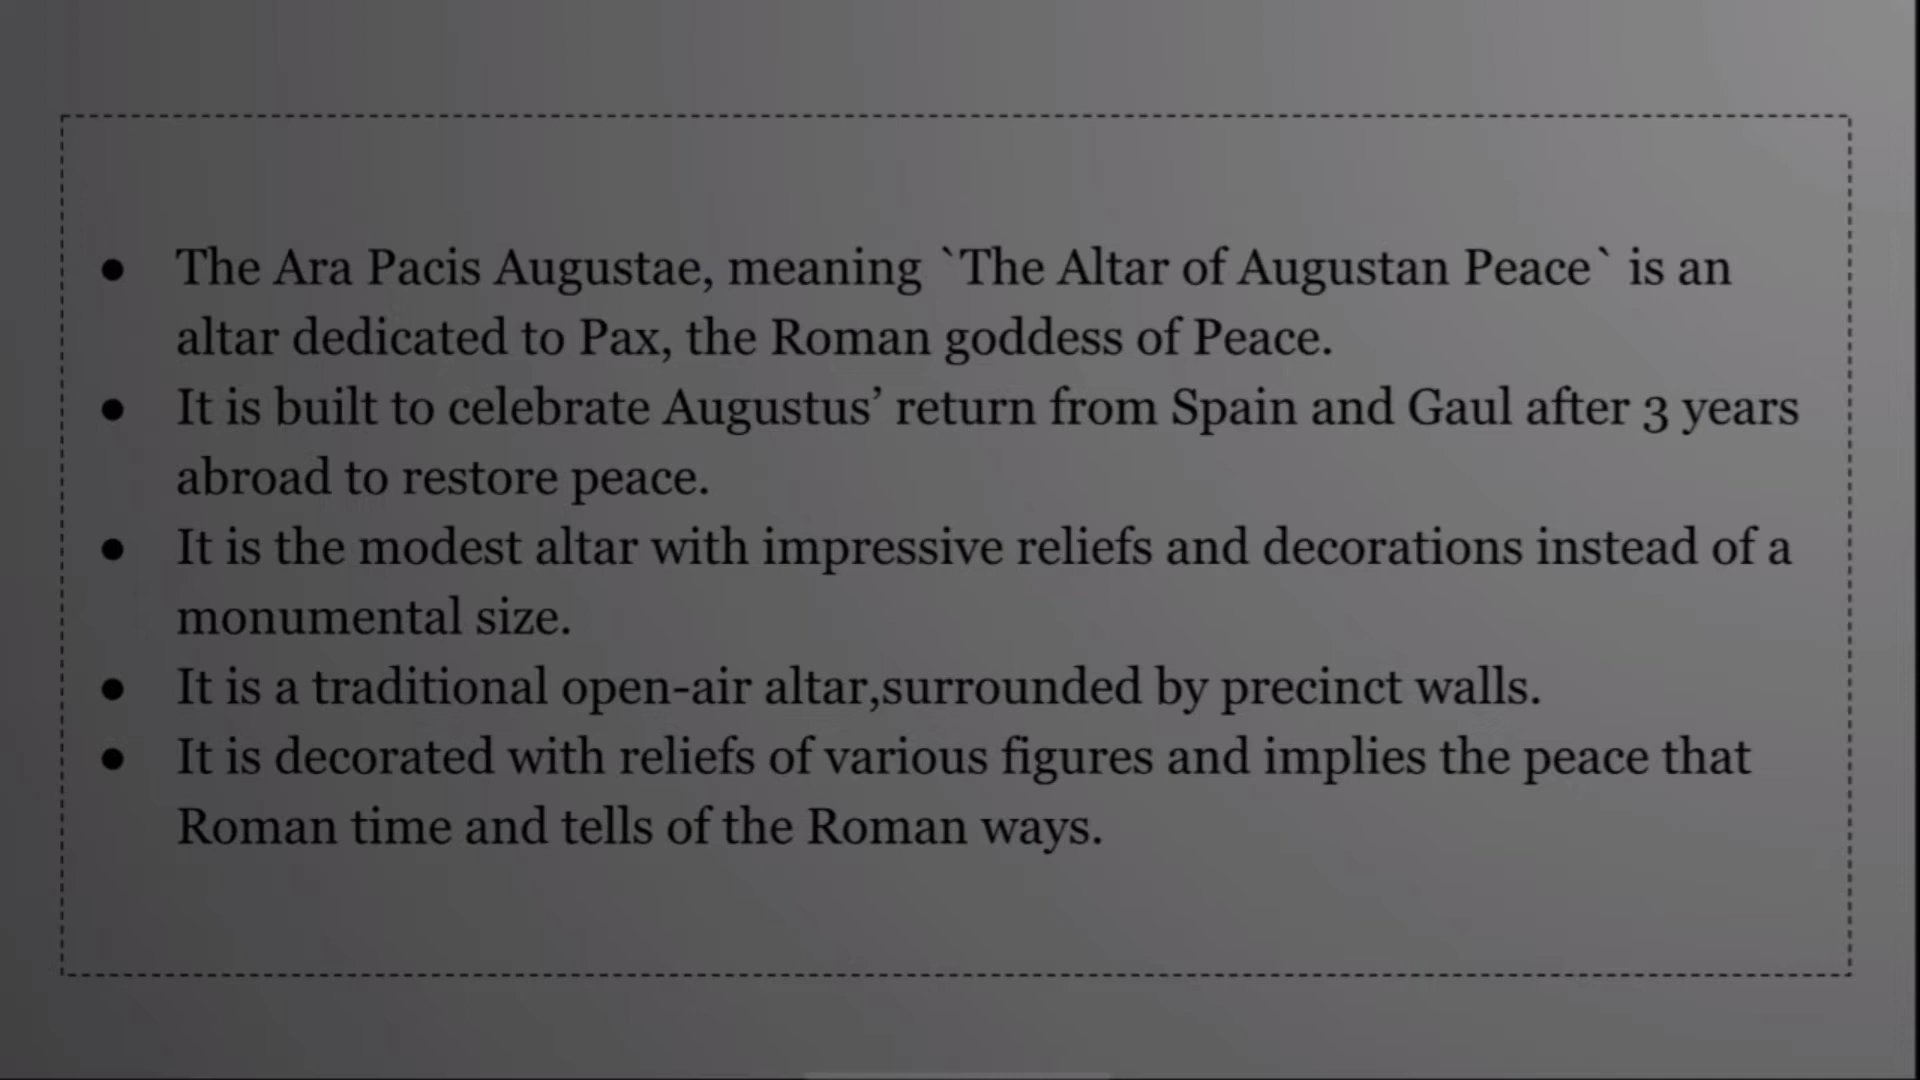 ● The Ara Pacis Augustae, meaning `The Altar of Augustan Peace` is an
altar dedicated to Pax, the Roman goddess of Peace.
● It is built to celebrate Augustus’ return from Spain and Gaul after 3 years
abroad to restore peace.
● It is the modest altar with impressive reliefs and decorations instead of a
monumental size.
● It is a traditional open-air altar,surrounded by precinct walls.
● It is decorated with reliefs of various figures and implies the peace that
Roman time and tells of the Roman ways.